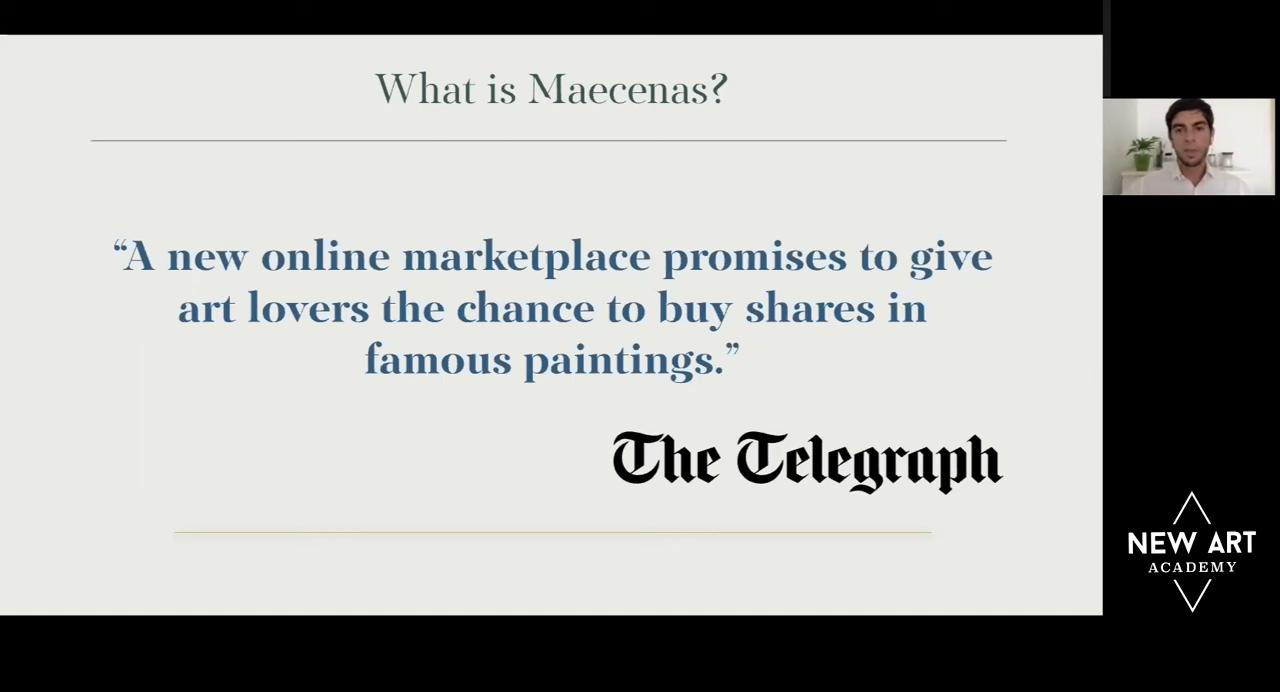 What is Maecenas?
“A new online marketplace promises to give
art lovers the chance to buy shares in
famous paintings.”
The Telegraph
NEW ART
ACADEMY